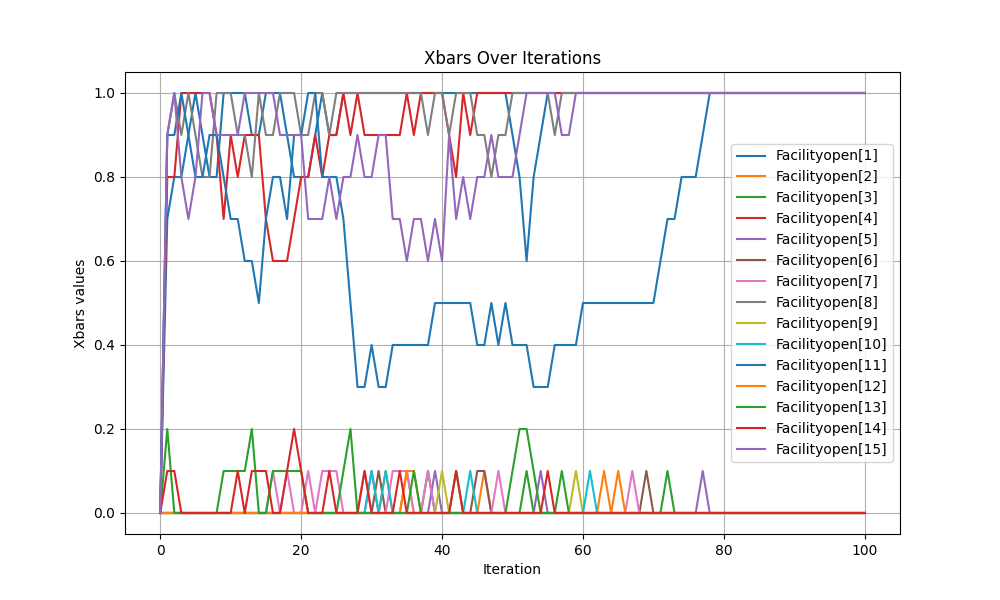 Xbars Over Iterations
Xbars values
1.0
0.8
0.6
0.4
0.2
0.0
0
20
40
60
80
100
Iteration
Facilityopen[1]
Facilityopen[2]
Facilityopen[3]
Facilityopen[4]
Facilityopen[5]
Facilityopen[6]
Facilityopen[7]
Facilityopen[8]
Facilityopen[9]
Facilityopen[10]
Facilityopen[11]
Facilityopen[12]
Facilityopen[13]
Facilityopen[14]
Facilityopen[15]